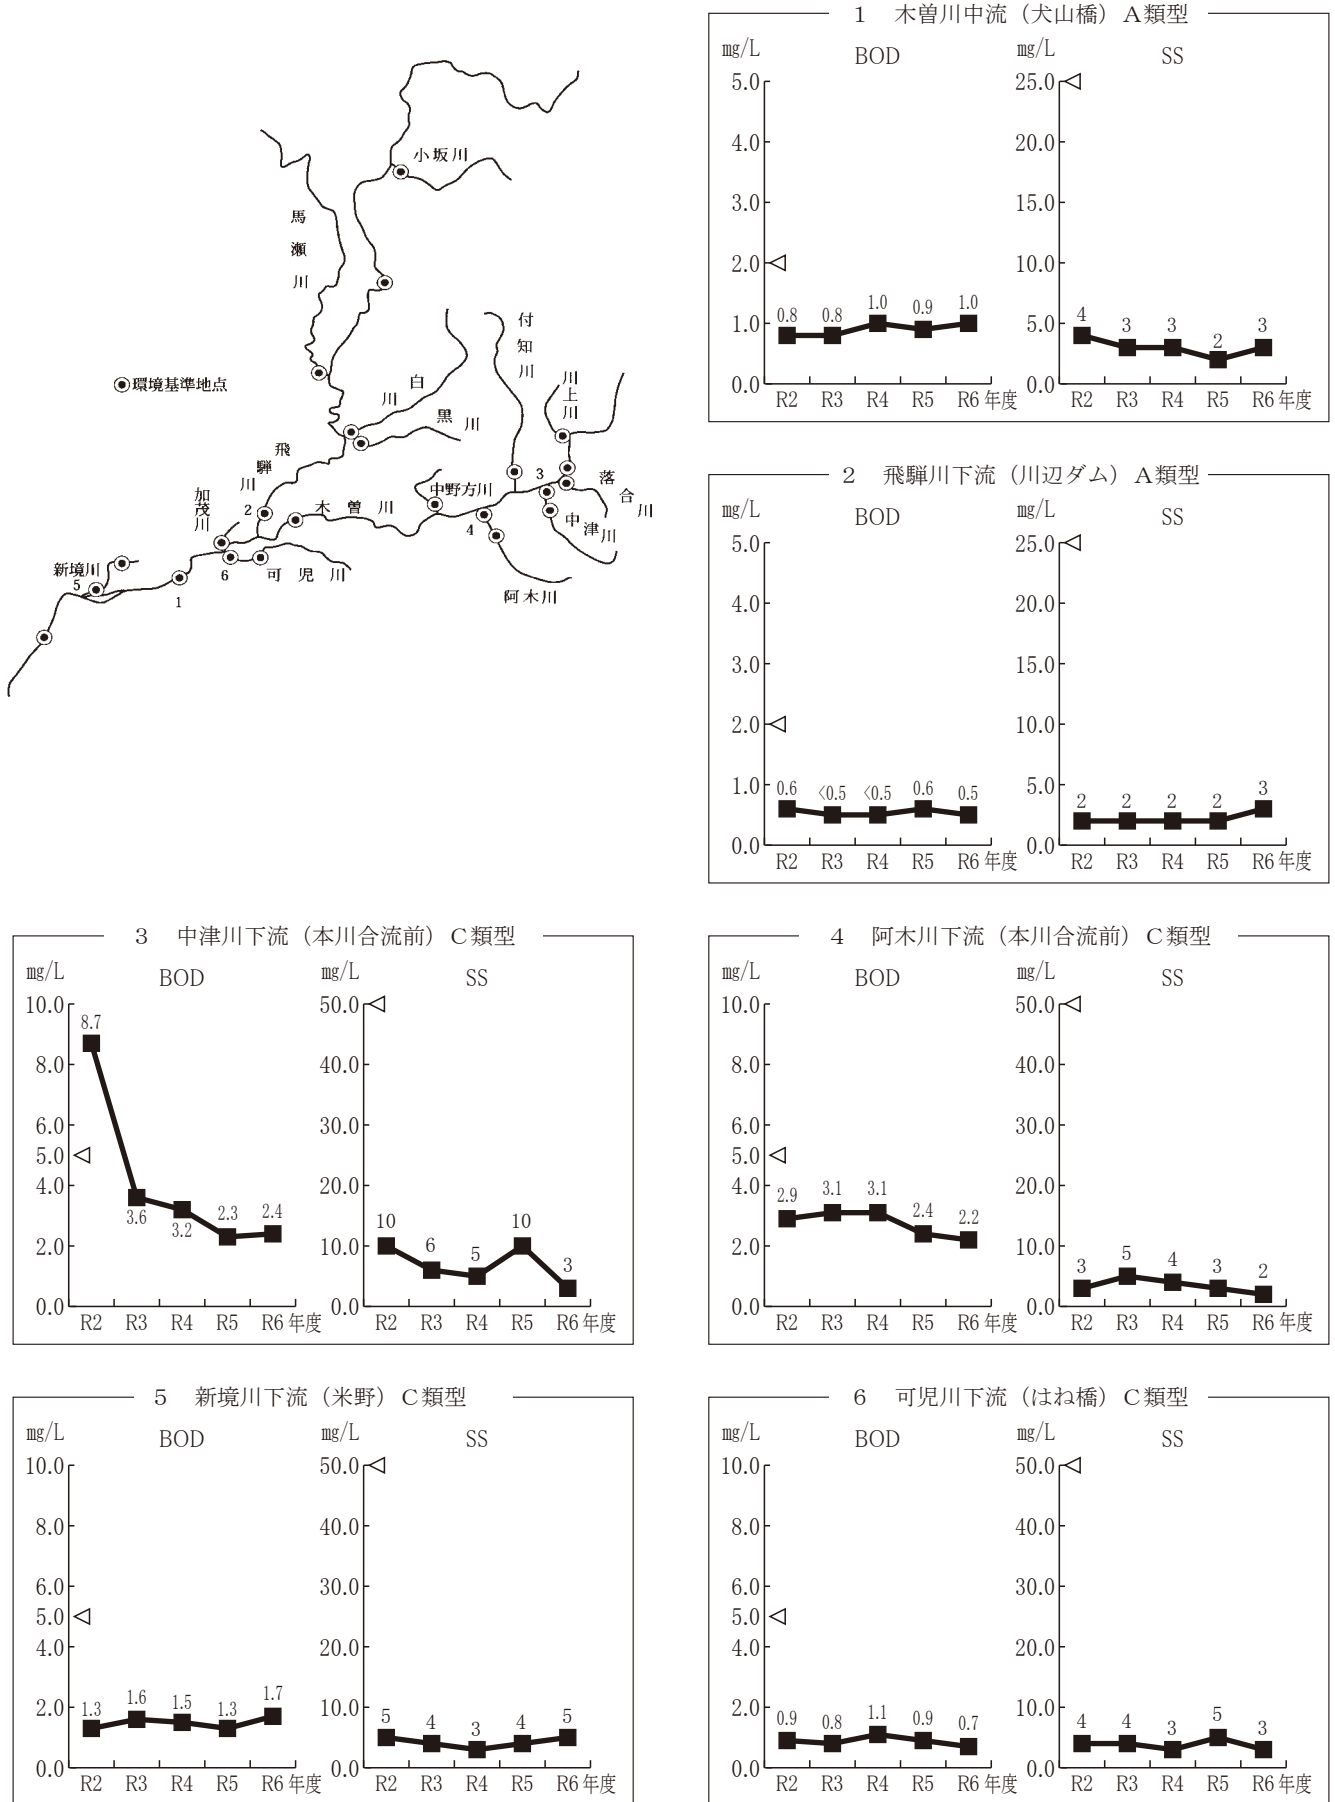 小坂川
馬瀬川
付知川
川上川
白川
黒川
飛騨川
加茂川
中野方川
木曽川
落合川
中津川
阿木川
可児川
新境川
1
2
3
4
5
6
環境基準地点
1 木曽川中流（犬山橋）A類型
mg/L BOD
5.0
4.0
3.0
2.0
1.0
0.0
0.8 0.8 1.0 0.9 1.0
R2 R3 R4 R5 R6
mg/L SS
25.0
20.0
15.0
10.0
5.0
0.0
4 3 3 2 3
R2 R3 R4 R5 R6 年度
2 飛騨川下流（川辺ダム）A類型
mg/L BOD
5.0
4.0
3.0
2.0
1.0
0.0
0.6 <0.5 <0.5 0.6 0.5
R2 R3 R4 R5 R6 年度
mg/L SS
25.0
20.0
15.0
10.0
5.0
0.0
2 2 2 2 3
R2 R3 R4 R5 R6 年度
3 中津川下流（本川合流前）C類型
mg/L BOD
10.0
8.0
6.0
5.0
4.0
2.0
0.0
8.7 3.6 3.2 2.3 2.4
R2 R3 R4 R5 R6 年度
mg/L SS
50.0
40.0
30.0
20.0
10.0
0.0
10 6 5 10 3
R2 R3 R4 R5 R6 年度
4 阿木川下流（本川合流前）C類型
mg/L BOD
10.0
8.0
6.0
5.0
4.0
2.0
0.0
2.9 3.1 3.1 2.4 2.2
R2 R3 R4 R5 R6 年度
mg/L SS
50.0
40.0
30.0
20.0
10.0
0.0
3 5 4 3 2
R2 R3 R4 R5 R6 年度
5 新境川下流（米野）C類型
mg/L BOD
10.0
8.0
6.0
5.0
4.0
2.0
0.0
1.3 1.6 1.5 1.3 1.7
R2 R3 R4 R5 R6 年度
mg/L SS
50.0
40.0
30.0
20.0
10.0
0.0
5 4 3 4 5
R2 R3 R4 R5 R6 年度
6 可児川下流（はね橋）C類型
mg/L BOD
10.0
8.0
6.0
5.0
4.0
2.0
0.0
0.9 0.8 1.1 0.9 0.7
R2 R3 R4 R5 R6 年度
mg/L SS
50.0
40.0
30.0
20.0
10.0
0.0
4 4 3 5 3
R2 R3 R4 R5 R6 年度